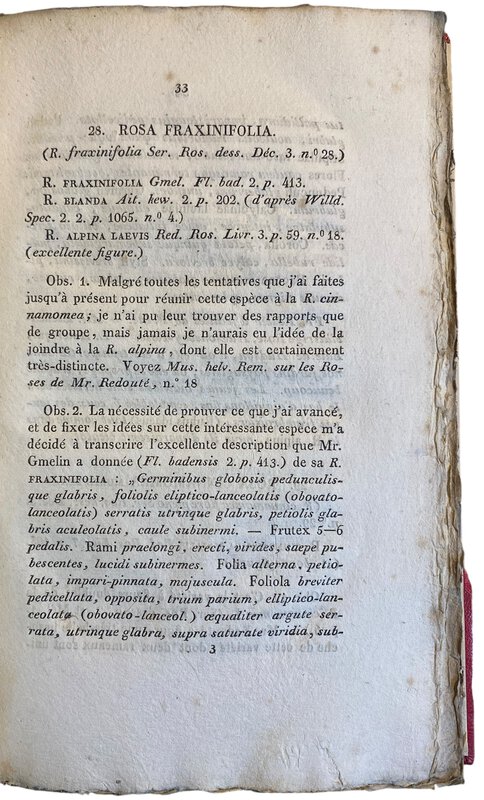 33
28. ROSA FRAXINIFOLIA.
(R. fraxinifolia Ser. Ros. dess. Déc. 3. n.º 28.)
R. FRAXINIFOLIA Gmel. Fl. bad. 2. p. 413.
R. BLANDA Ait. kew. 2. p. 202. (d'après Willd.
Spec. 2. 2. p. 1065. n.º 4.)
R. ALPINA LAEVIS Red. Ros. Livr. 3. p. 59. n.º 18.
(excellente figure.)
Obs. 1. Malgré toutes les tentatives que j'ai faites
jusqu'à présent pour réunir cette espèce à la R. cin-
namomea; je n'ai pu leur trouver des rapports que
de groupe, mais jamais je n'aurais eu l'idée de la
joindre à la R. alpina, dont elle est certainement
très-distincte. Voyez Mus. helv. Rem. sur les Ro-
ses de Mr. Redouté, n.º 18
Obs. 2. La nécessité de prouver ce que j'ai avancé,
et de fixer les idées sur cette intéressante espèce m'a
décidé à transcrire l'excellente description que Mr.
Gmelin a donnée (Fl. badensis 2. p. 413.) de sa R.
FRAXINIFOLIA : „Germinibus globosis pedunculis-
que glabris, foliolis eliptico-lanceolatis (obovato-
lanceolatis) serratis utrinque glabris, petiolis gla-
bris aculeolatis, caule subinermi. — Frutex 5—6
pedalis. Rami praelongi, erecti, virides, saepe pu-
bescentes, lucidi subinermes. Folia alterna, petio-
lata, impari-pinnata, majuscula. Foliola breviter
pedicellata, opposita, trium parium, elliptico-lan-
ceolata (obovato-lanceol.) æqualiter argute ser-
rata, utrinque glabra, supra saturate viridia, sub-
3